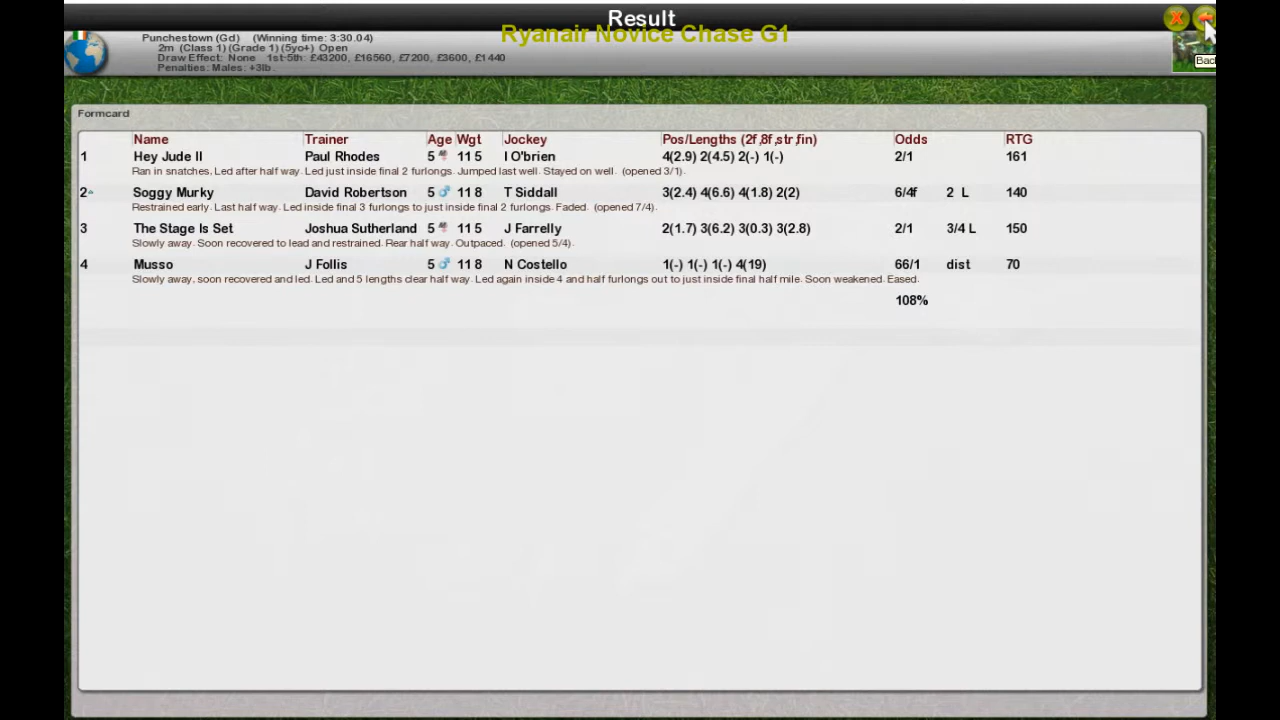 Result
Ryanair Novice Chase G1
Punchestown (Gd) (Winning time: 3:30.04)
2m (Class 1) (Grade 1) (5yo+) Open
Draw Effect: None 1st-5th: £43200, £16560, £7200, £3600, £1440
Penalties: Males: +3lb.
Back
Formcard
Name Trainer Age Wgt Jockey Pos/Lengths (2f,8f,str,fin) Odds RTG
1 Hey Jude II Paul Rhodes 5 11 5 I O'brien 4(2.9) 2(4.5) 2(-) 1(-) 2/1 161
Ran in snatches. Led after half way. Led just inside final 2 furlongs. Jumped last well. Stayed on well. (opened 3/1).
2 Soggy Murky David Robertson 5 11 8 T Siddall 3(2.4) 4(6.6) 4(1.8) 2(2) 6/4f 2 L 140
Restrained early. Last half way. Led inside final 3 furlongs to just inside final 2 furlongs. Faded. (opened 7/4).
3 The Stage Is Set Joshua Sutherland 5 11 5 J Farrelly 2(1.7) 3(6.2) 3(0.3) 3(2.8) 2/1 3/4 L 150
Slowly away. Soon recovered to lead and restrained. Rear half way. Outpaced. (opened 5/4).
4 Musso J Follis 5 11 8 N Costello 1(-) 1(-) 1(-) 4(19) 66/1 dist 70
Slowly away, soon recovered and led. Led and 5 lengths clear half way. Led again inside 4 and half furlongs out to just inside final half mile. Soon weakened. Eased.
108%